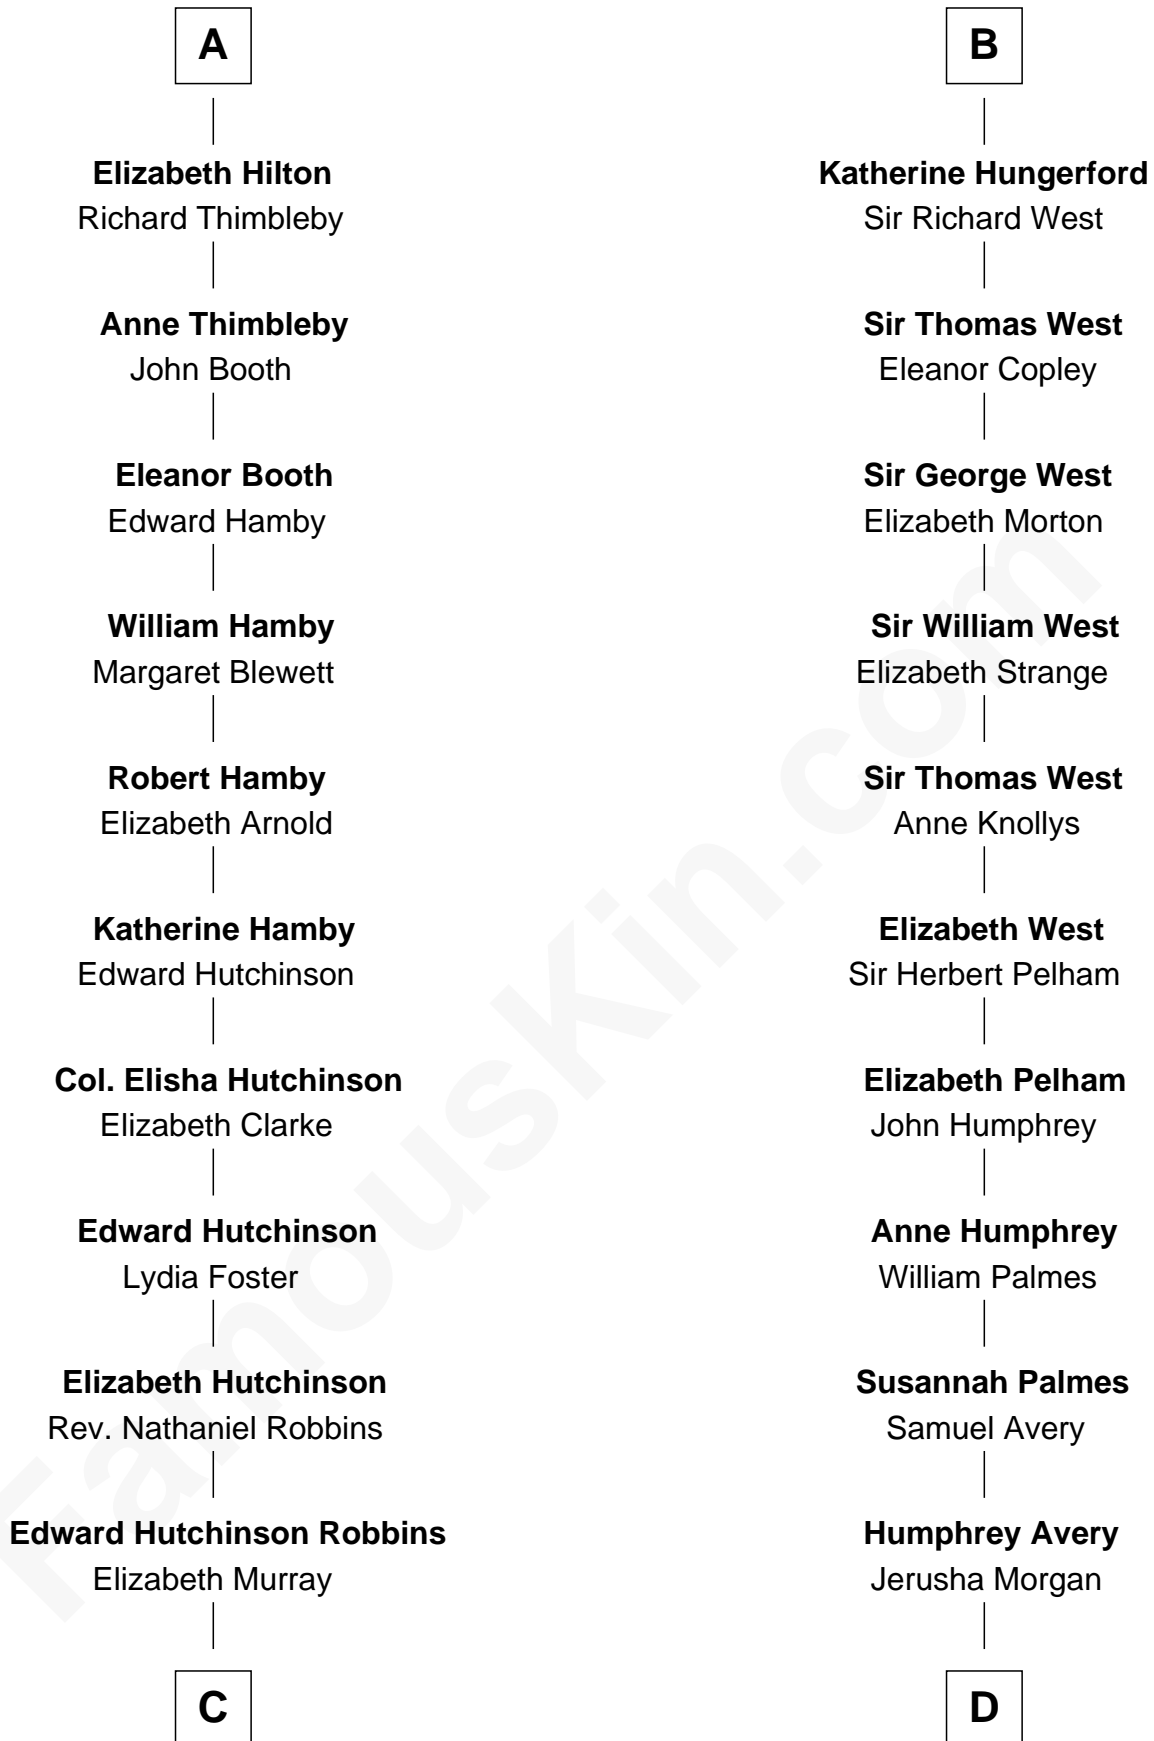 A
Elizabeth Hilton
Richard Thimbleby
Anne Thimbleby
John Booth
Eleanor Booth
Edward Hamby
William Hamby
Margaret Blewett
Robert Hamby
Elizabeth Arnold
Katherine Hamby
Edward Hutchinson
Col. Elisha Hutchinson
Elizabeth Clarke
Edward Hutchinson
Lydia Foster
Elizabeth Hutchinson
Rev. Nathaniel Robbins
Edward Hutchinson Robbins
Elizabeth Murray
C
B
Katherine Hungerford
Sir Richard West
Sir Thomas West
Eleanor Copley
Sir George West
Elizabeth Morton
Sir William West
Elizabeth Strange
Sir Thomas West
Anne Knollys
Elizabeth West
Sir Herbert Pelham
Elizabeth Pelham
John Humphrey
Anne Humphrey
William Palmes
Susannah Palmes
Samuel Avery
Humphrey Avery
Jerusha Morgan
D
FamousKin.com